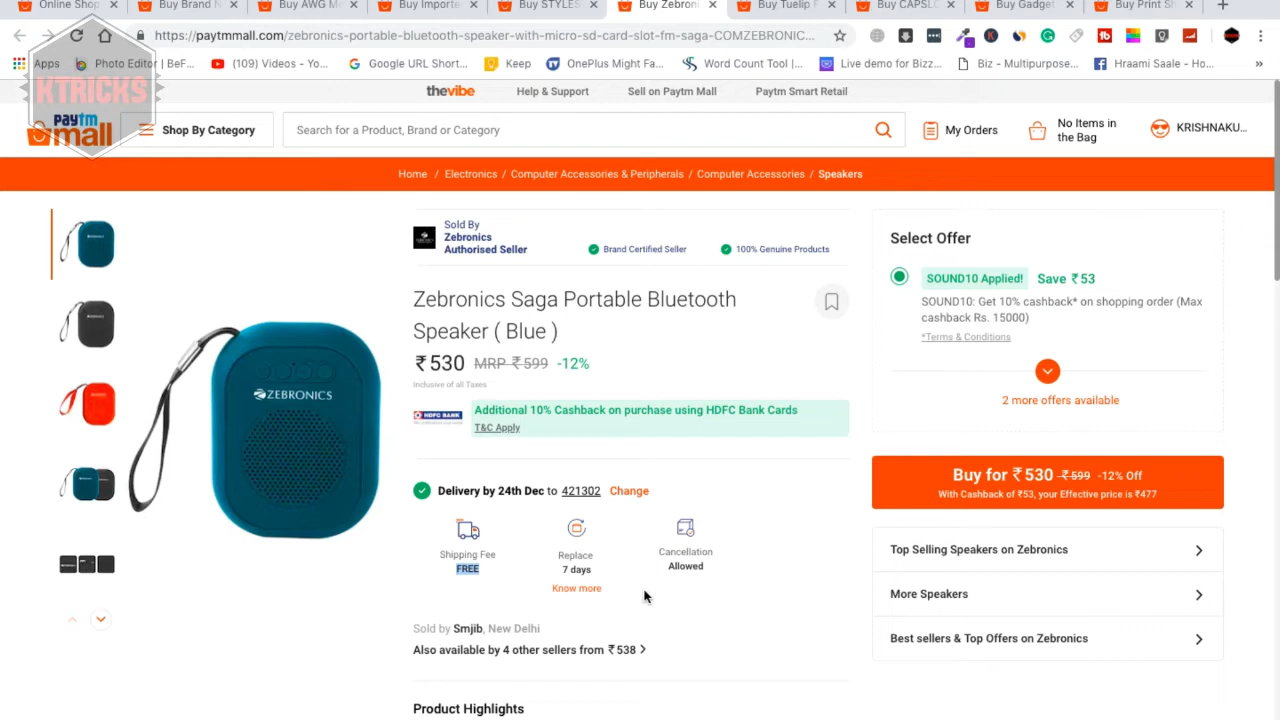 Online Shop
Buy Brand N
Buy AWG M
Buy Importe
Buy STYLES
Buy Zebroni
Buy Tuelip F
Buy CAPSLC
Buy Gadget
Buy Print Sh
https://paytmmall.com/zebronics-portable-bluetooth-speaker-with-micro-sd-card-slot-fm-saga-COMZEBRONIC...
Apps
Photo Editor | BeF...
(109) Videos - Yo...
Google URL Short...
Keep
OnePlus Might Fa...
Word Count Tool |...
Live demo for Bizz...
Biz - Multipurpose...
Hraami Saale - Ho...
»
KTRICKS
thevibe
Help & Support
Sell on Paytm Mall
Paytm Smart Retail
paytm
mall
Shop By Category
Search for a Product, Brand or Category
My Orders
No Items in
the Bag
KRISHNAKU...
Home / Electronics / Computer Accessories & Peripherals / Computer Accessories / Speakers
Sold By
Zebronics
Authorised Seller
Brand Certified Seller
100% Genuine Products
Zebronics Saga Portable Bluetooth
Speaker ( Blue )
₹530 MRP ₹599 -12%
Inclusive of all Taxes
HDFC BANK
Additional 10% Cashback on purchase using HDFC Bank Cards
T&C Apply
ZEBRONICS
Delivery by 24th Dec to 421302 Change
Shipping Fee
FREE
Replace
7 days
Know more
Cancellation
Allowed
Sold by Smjib, New Delhi
Also available by 4 other sellers from ₹538 >
Product Highlights
Select Offer
SOUND10 Applied! Save ₹53
SOUND10: Get 10% cashback* on shopping order (Max
cashback Rs. 15000)
*Terms & Conditions
2 more offers available
Buy for ₹530 ₹599 -12% Off
With Cashback of ₹53, your Effective price is ₹477
Top Selling Speakers on Zebronics
More Speakers
Best sellers & Top Offers on Zebronics